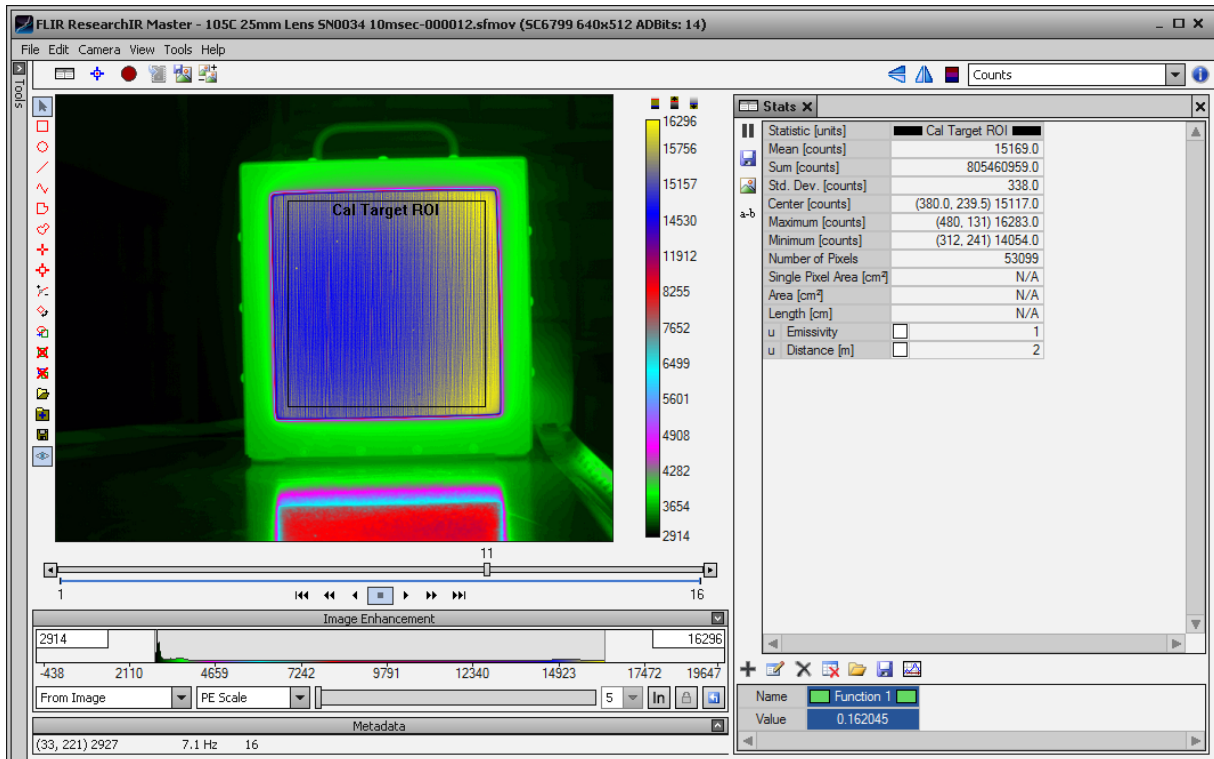 FLIR ResearchIR Master - 105C 25mm Lens SN0034 10msec-000012.sfmov (SC6799 640x512 ADBits: 14)
File Edit Camera View Tools Help
Tools
Counts
Cal Target ROI
16296
15756
15157
14530
11912
8255
7652
6499
5601
4908
4282
3654
2914
11
1 16
Image Enhancement
2914 16296
-438 2110 4659 7242 9791 12340 14923 17472 19647
From Image PE Scale 5 In
Metadata
(33, 221) 2927 7.1 Hz 16
Stats
a-b
Statistic [units] Cal Target ROI
Mean [counts] 15169.0
Sum [counts] 805460959.0
Std. Dev. [counts] 338.0
Center [counts] (380.0, 239.5) 15117.0
Maximum [counts] (480, 131) 16283.0
Minimum [counts] (312, 241) 14054.0
Number of Pixels 53099
Single Pixel Area [cm²] N/A
Area [cm²] N/A
Length [cm] N/A
u Emissivity 1
u Distance [m] 2
Name Function 1
Value 0.162045